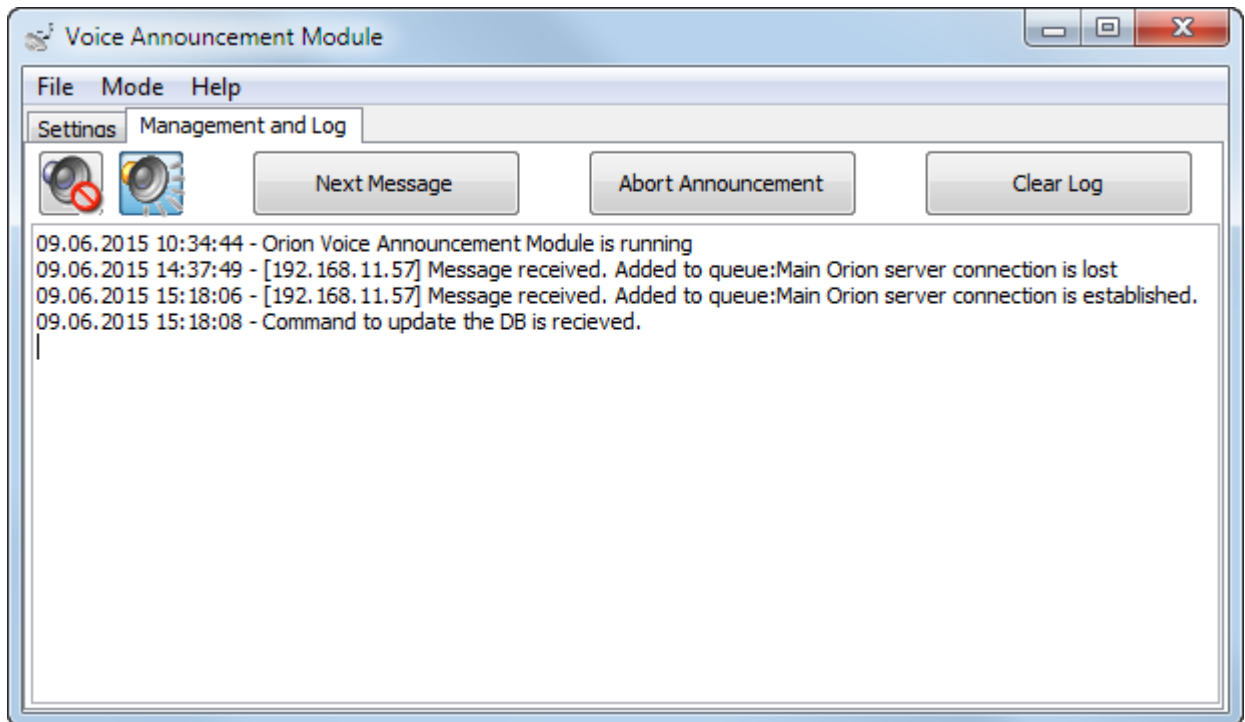 Voice Announcement Module
File Mode Help
Settings Management and Log
Next Message Abort Announcement Clear Log
09.06.2015 10:34:44 - Orion Voice Announcement Module is running
09.06.2015 14:37:49 - [192.168.11.57] Message received. Added to queue:Main Orion server connection is lost
09.06.2015 15:18:06 - [192.168.11.57] Message received. Added to queue:Main Orion server connection is established.
09.06.2015 15:18:08 - Command to update the DB is recieved.